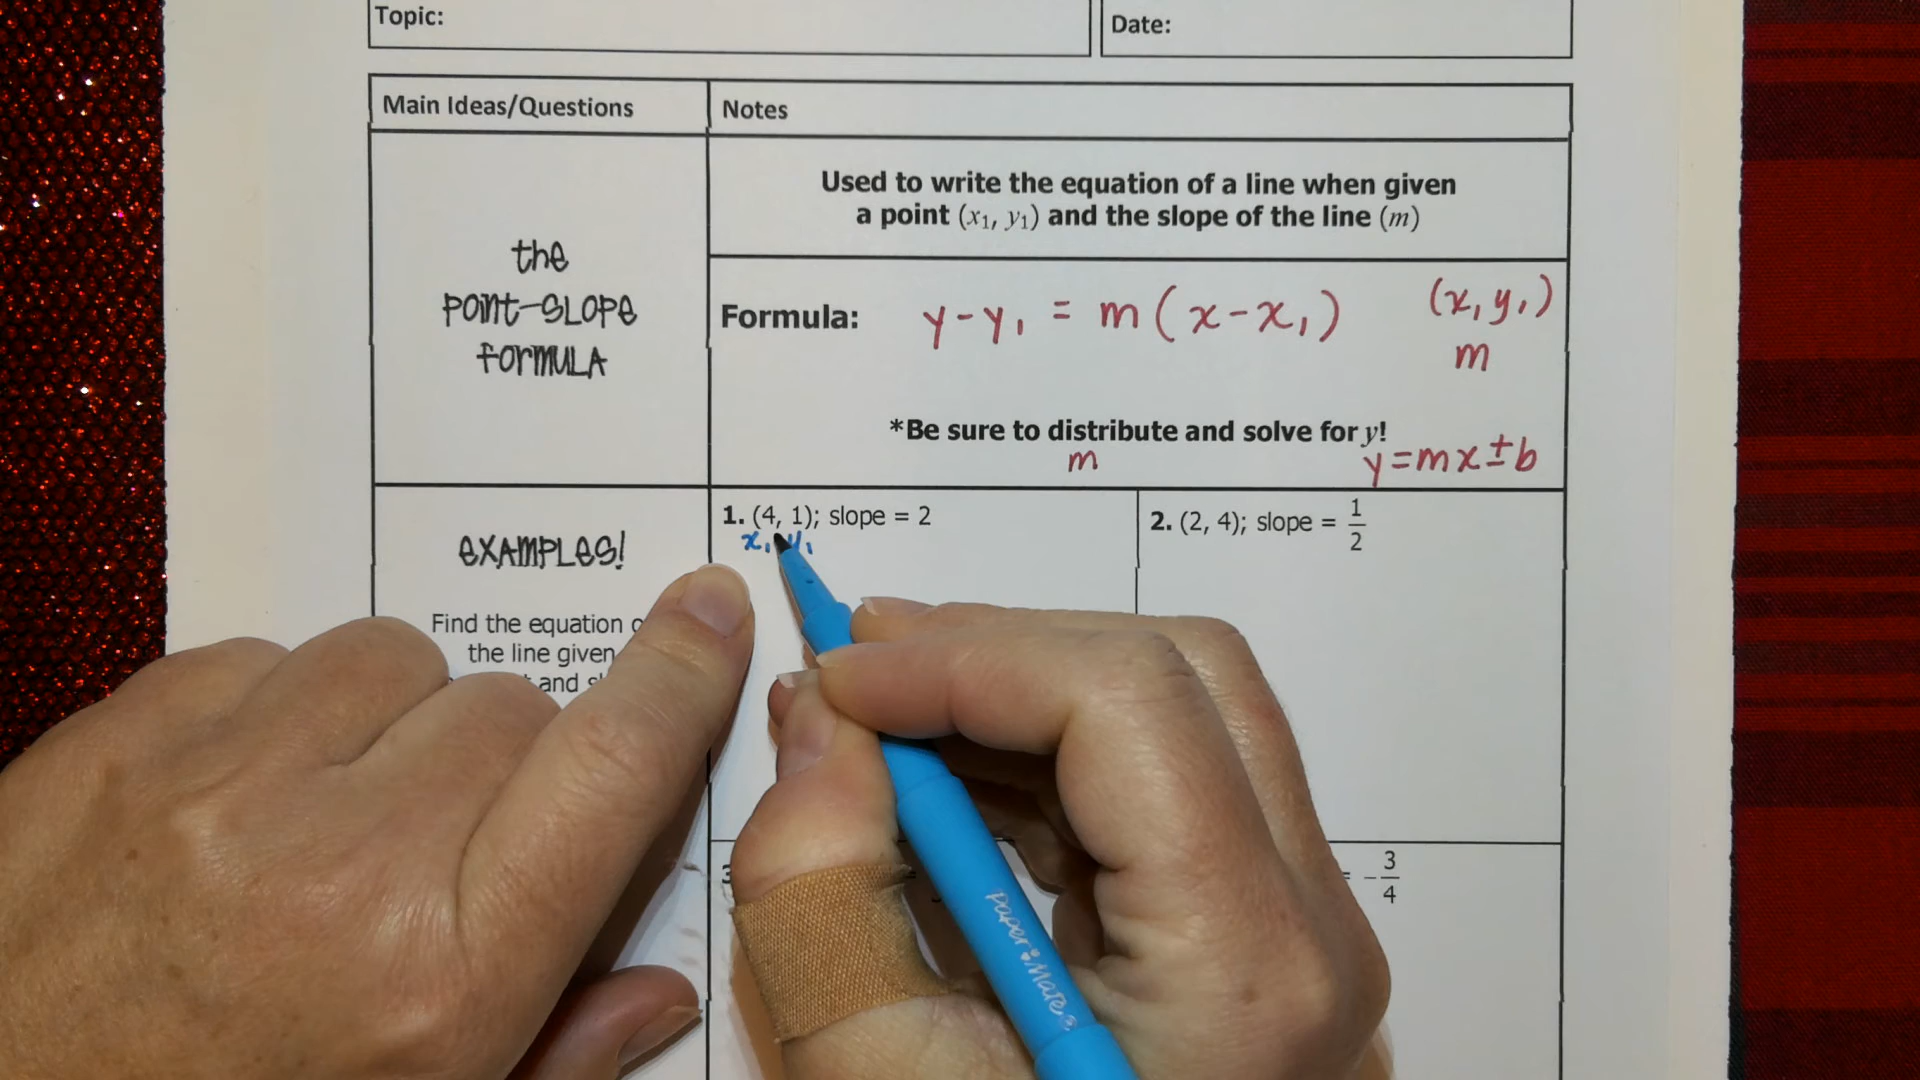 Topic:
Date:
Main Ideas/Questions
Notes
Used to write the equation of a line when given
a point (x₁, y₁) and the slope of the line (m)
the
POINT-SLOPE
FORMULA
Formula: y-y₁ = m(x-x₁)
(x₁y₁)
m
*Be sure to distribute and solve for y!
m
y=mx±b
EXAMPLES!
1. (4, 1); slope = 2
x₁ y₁
2. (2, 4); slope = 1/2
Find the equation
the line given
and
= -3/4
Paper Mate